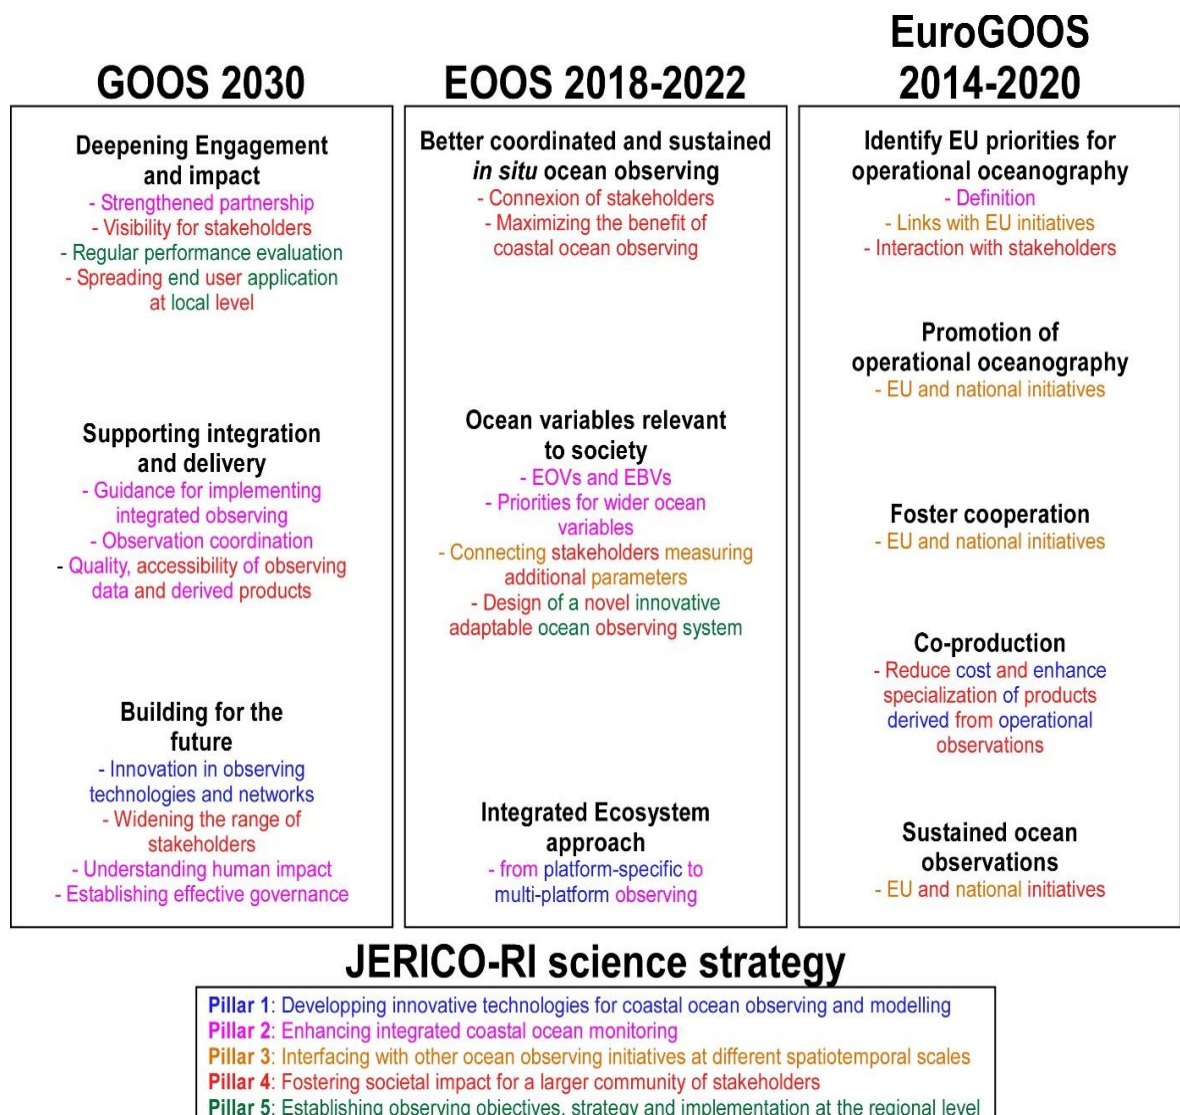 GOOS 2030
Deepening Engagement
and impact
- Strengthened partnership
- Visibility for stakeholders
- Regular performance evaluation
- Spreading end user application
at local level
Supporting integration
and delivery
- Guidance for implementing
integrated observing
- Observation coordination
- Quality, accessibility of observing
data and derived products
Building for the
future
- Innovation in observing
technologies and networks
- Widening the range of
stakeholders
- Understanding human impact
- Establishing effective governance
EOOS 2018-2022
Better coordinated and sustained
in situ ocean observing
- Connexion of stakeholders
- Maximizing the benefit of
coastal ocean observing
Ocean variables relevant
to society
- EOVs and EBVs
- Priorities for wider ocean
variables
- Connecting stakeholders measuring
additional parameters
- Design of a novel innovative
adaptable ocean observing system
Integrated Ecosystem
approach
- from platform-specific to
multi-platform observing
EuroGOOS
2014-2020
Identify EU priorities for
operational oceanography
- Definition
- Links with EU initiatives
- Interaction with stakeholders
Promotion of
operational oceanography
- EU and national initiatives
Foster cooperation
- EU and national initiatives
Co-production
- Reduce cost and enhance
specialization of products
derived from operational
observations
Sustained ocean
observations
- EU and national initiatives
JERICO-RI science strategy
Pillar 1: Developping innovative technologies for coastal ocean observing and modelling
Pillar 2: Enhancing integrated coastal ocean monitoring
Pillar 3: Interfacing with other ocean observing initiatives at different spatiotemporal scales
Pillar 4: Fostering societal impact for a larger community of stakeholders
Pillar 5: Establishing observing objectives, strategy and implementation at the regional level